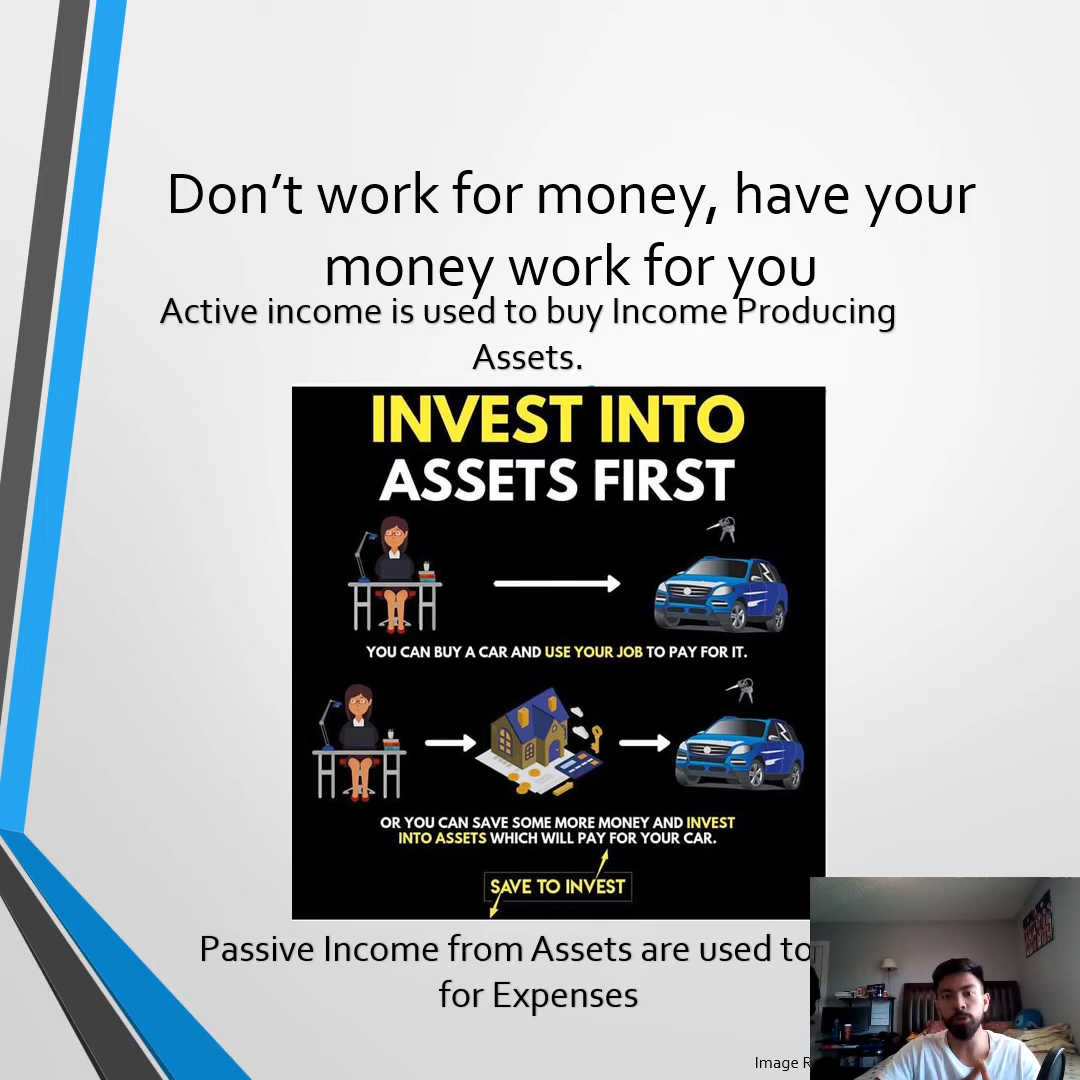 Don’t work for money, have your
money work for you
Active income is used to buy Income Producing
Assets.
INVEST INTO
ASSETS FIRST
YOU CAN BUY A CAR AND USE YOUR JOB TO PAY FOR IT.
OR YOU CAN SAVE SOME MORE MONEY AND INVEST
INTO ASSETS WHICH WILL PAY FOR YOUR CAR.
SAVE TO INVEST
Passive Income from Assets are used to
for Expenses
Image